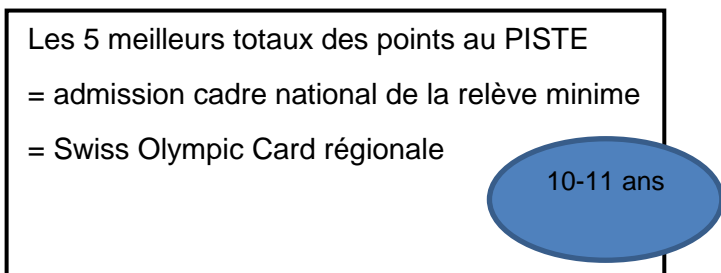 Les 5 meilleurs totaux des points au PISTE
= admission cadre national de la relève minime
= Swiss Olympic Card régionale
10-11 ans